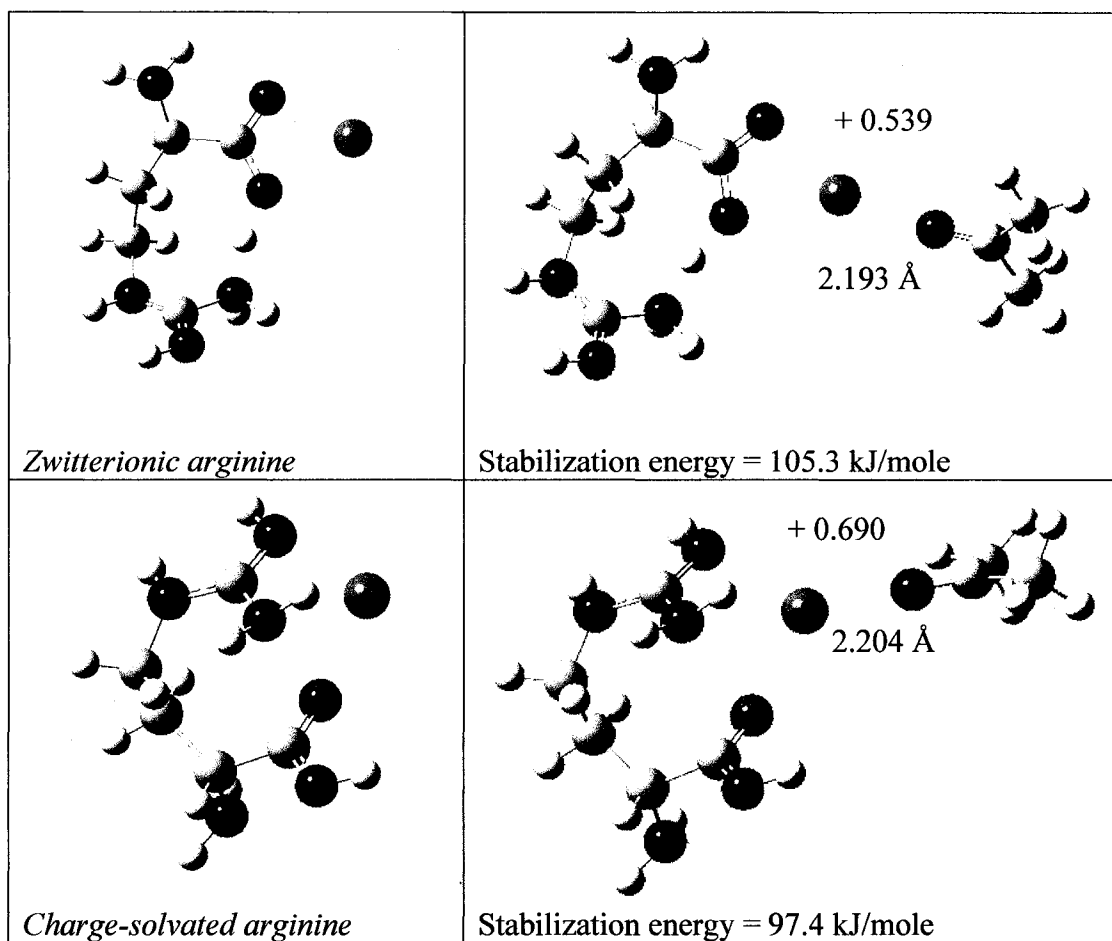 + 0.539
2.193 Å
Zwitterionic arginine
Stabilization energy = 105.3 kJ/mole
+ 0.690
2.204 Å
Charge-solvated arginine
Stabilization energy = 97.4 kJ/mole